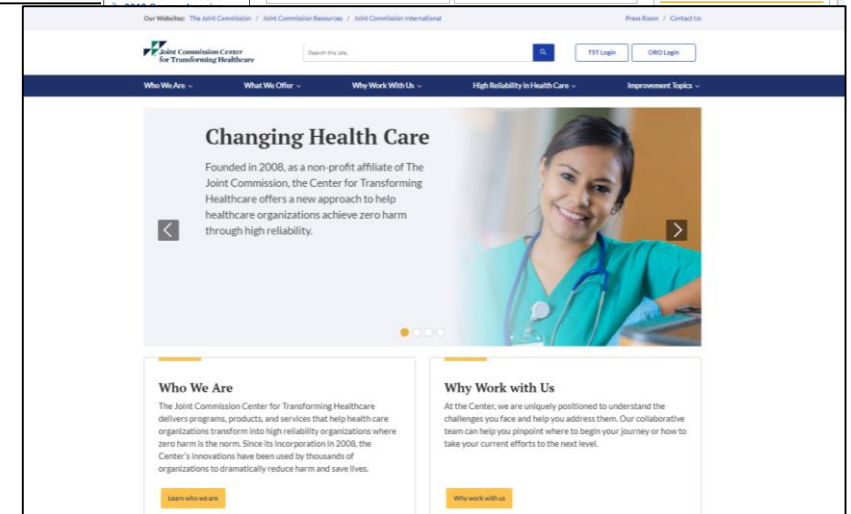 Our Websites: The Joint Commission / Joint Commission Resources / Joint Commission International
Press Room / Contact Us
Joint Commission Center
for Transforming Healthcare
Search this site.
TST Login
ORO Login
Who We Are
What We Offer
Why Work With Us
High Reliability in Health Care
Improvement Topics
Changing Health Care
Founded in 2008, as a non-profit affiliate of The
Joint Commission, the Center for Transforming
Healthcare offers a new approach to help
healthcare organizations achieve zero harm
through high reliability.
Who We Are
The Joint Commission Center for Transforming Healthcare
delivers programs, products, and services that help health care
organizations transform into high reliability organizations where
zero harm is the norm. Since its incorporation in 2008, the
Center's innovations have been used by thousands of
organizations to dramatically reduce harm and save lives.
Learn who we are
Why Work with Us
At the Center, we are uniquely positioned to understand the
challenges you face and help you address them. Our collaborative
team can help you pinpoint where to begin your journey or how to
take your current efforts to the next level.
Why work with us